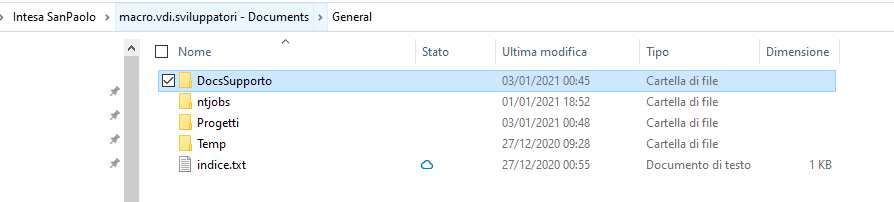 Intesa SanPaolo > macro.vdi.sviluppatori - Documents > General
Nome Stato Ultima modifica Tipo Dimensione
DocsSupporto 03/01/2021 00:45 Cartella di file
ntjobs 01/01/2021 18:52 Cartella di file
Progetti 03/01/2021 00:48 Cartella di file
Temp 27/12/2020 09:28 Cartella di file
indice.txt 27/12/2020 00:55 Documento di testo 1 KB